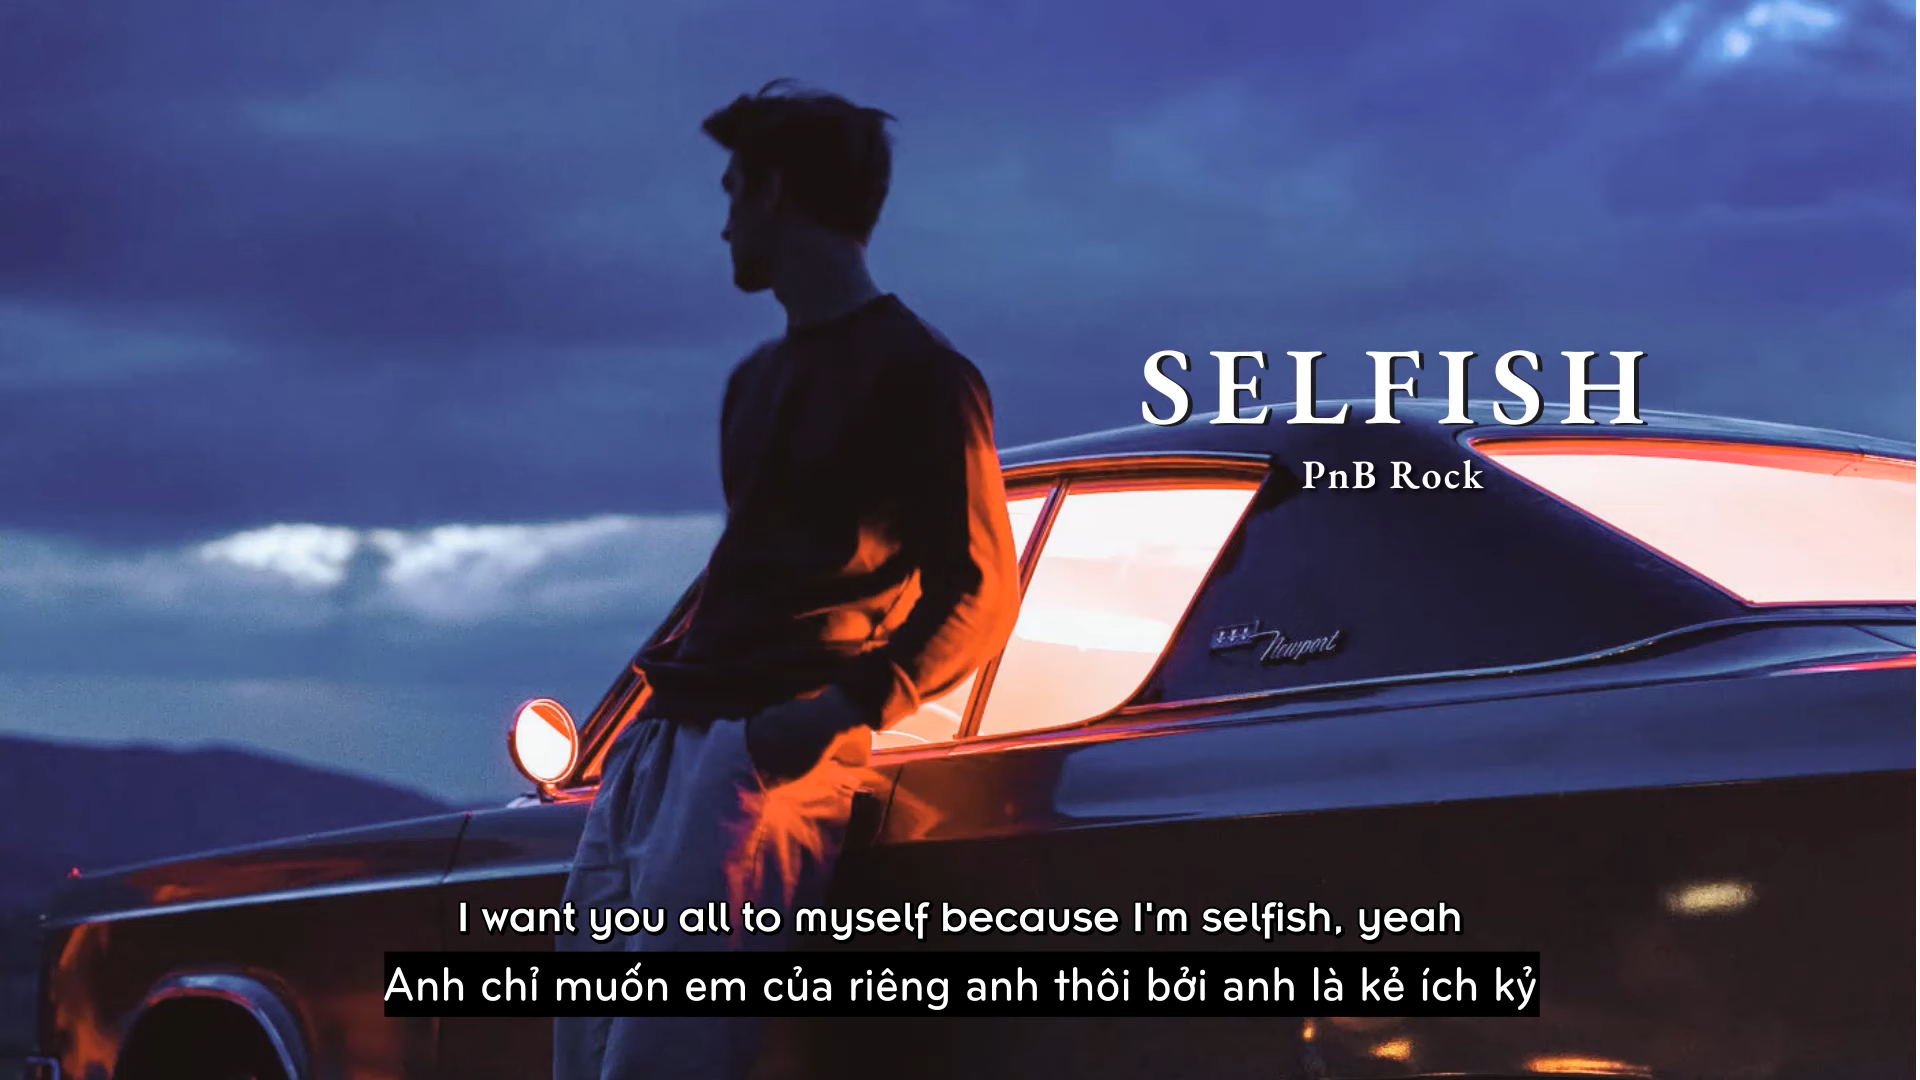 SELFISH
PnB Rock
Newport
I want you all to myself because I'm selfish, yeah
Anh chỉ muốn em của riêng anh thôi bởi anh là kẻ ích kỷ